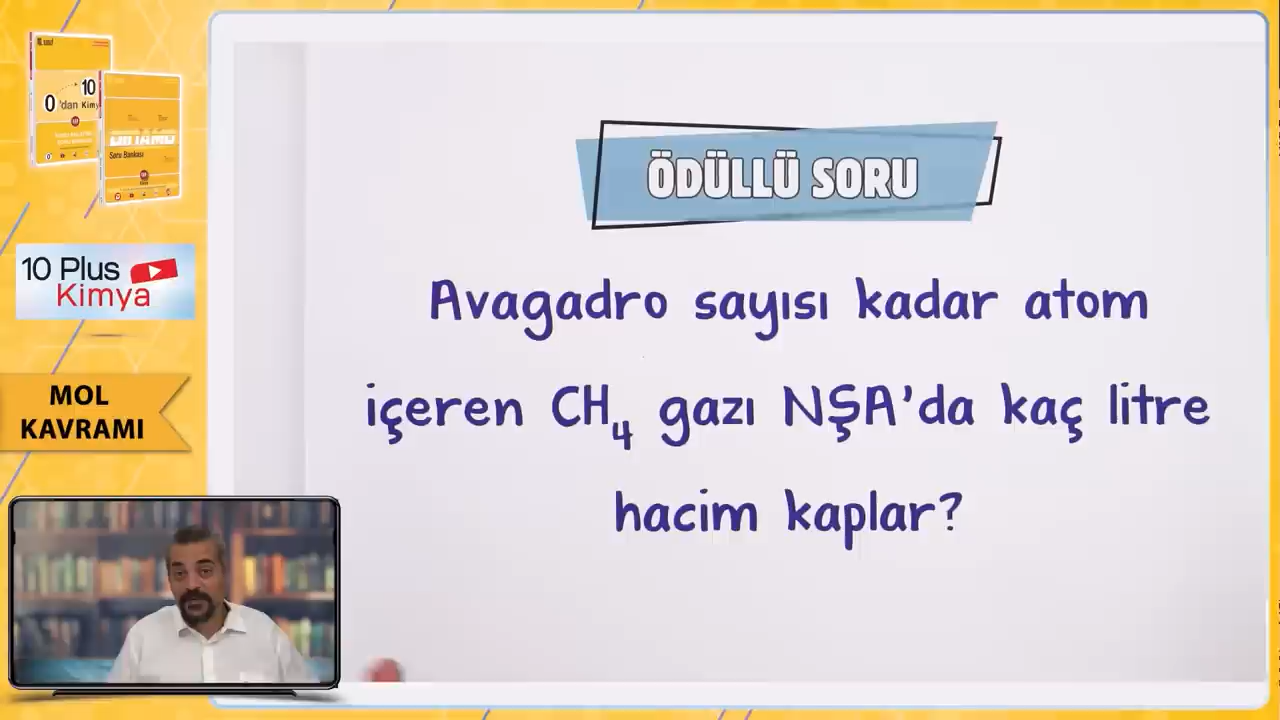 10
0 'dan Kimy
Soru Bankası
10 Plus
Kimya
MOL
KAVRAMI
ÖDÜLLÜ SORU
Avagadro sayısı kadar atom
içeren CH₄ gazı NŞA'da kaç litre
hacim kaplar?